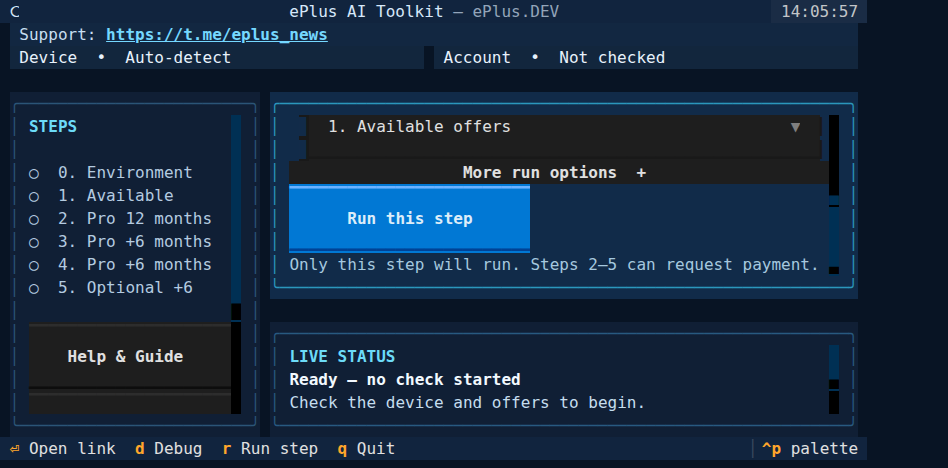 ePlus AI Toolkit — ePlus.DEV 14:05:57
Support: https://t.me/eplus_news
Device • Auto-detect Account • Not checked
STEPS
○ 0. Environment
○ 1. Available
○ 2. Pro 12 months
○ 3. Pro +6 months
○ 4. Pro +6 months
○ 5. Optional +6
Help & Guide
1. Available offers ▼
More run options +
Run this step
Only this step will run. Steps 2–5 can request payment.
LIVE STATUS
Ready — no check started
Check the device and offers to begin.
⏎ Open link d Debug r Run step q Quit ^p palette